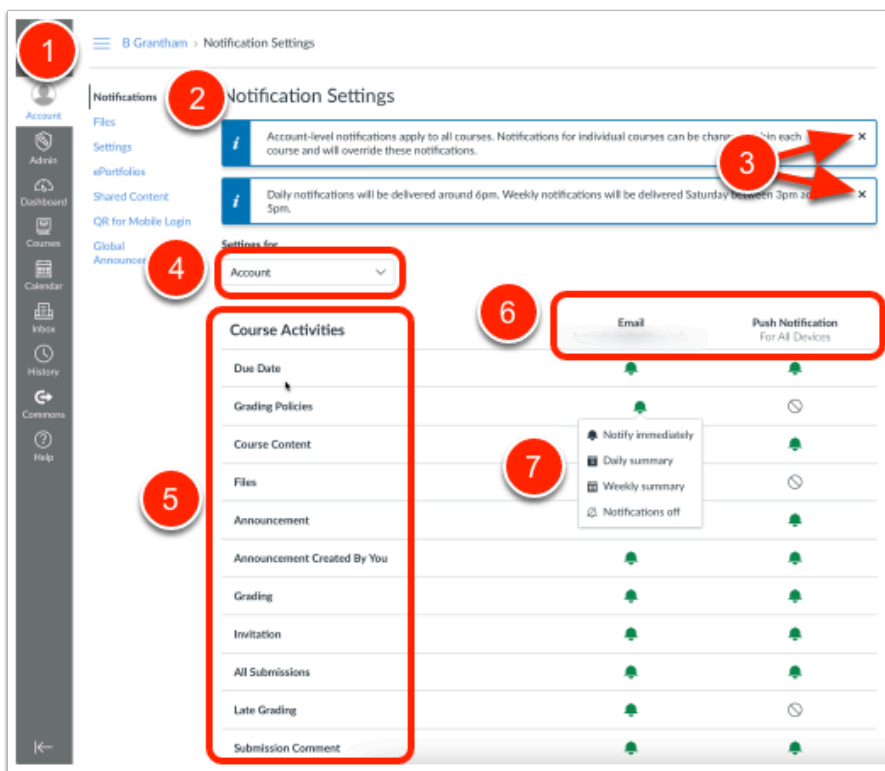 1
B Grantham > Notification Settings
Account
Admin
Dashboard
Courses
Calendar
Inbox
History
Commons
Help
Notifications
Files
Settings
ePortfolios
Shared Content
QR for Mobile Login
Global
2
Notification Settings
i
Account-level notifications apply to all courses. Notifications for individual courses can be each
course and will override these notifications.
i
Daily notifications will be delivered around 6pm. Weekly notifications will be delivered Saturday between 3pm
5pm.
3
Settings for
4
Account
5
Course Activities
6
Email
Push Notification
For All Devices
Due Date
Grading Policies
Course Content
Files
Announcement
Announcement Created By You
Grading
Invitation
All Submissions
Late Grading
Submission Comment
7
Notify immediately
Daily summary
Weekly summary
Notifications off